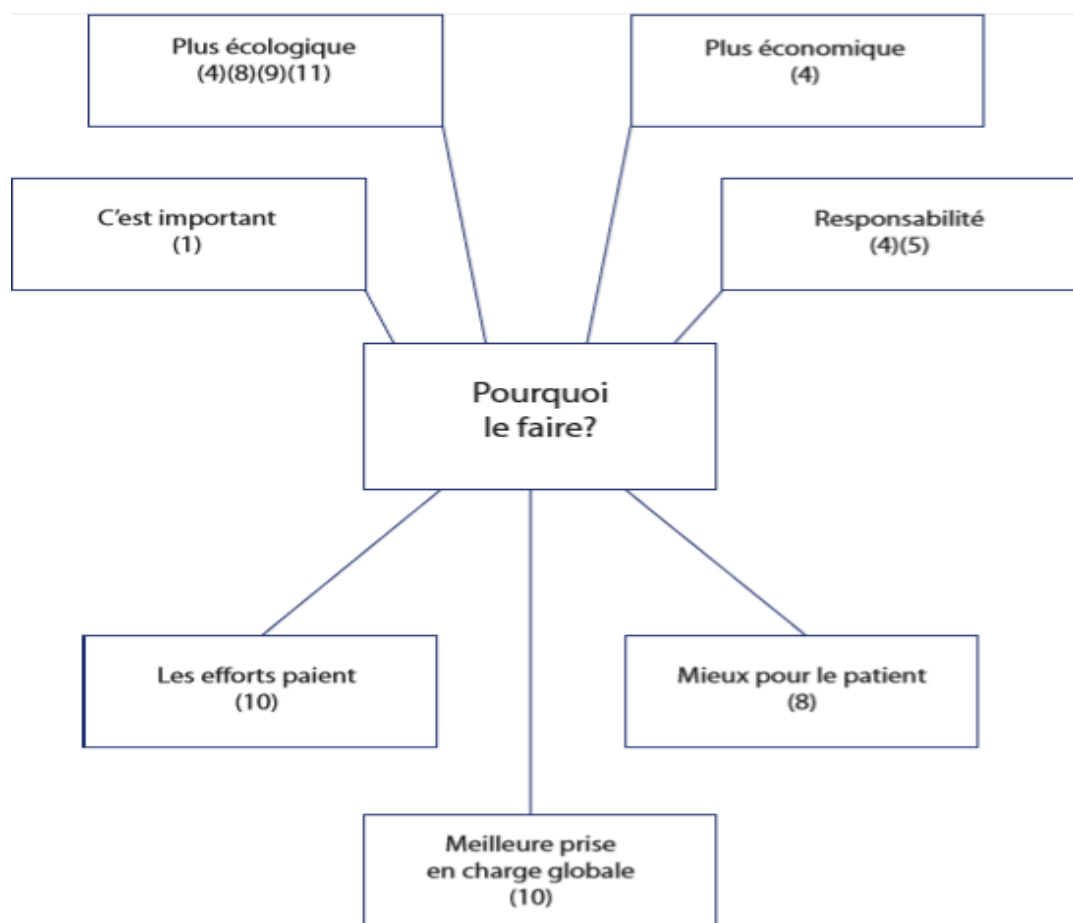 Plus écologique
(4)(8)(9)(11)
Plus économique
(4)
C'est important
(1)
Responsabilité
(4)(5)
Pourquoi
le faire?
Les efforts paient
(10)
Mieux pour le patient
(8)
Meilleure prise
en charge globale
(10)